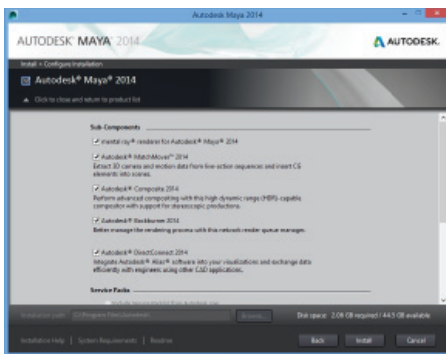 Autodesk Maya 2014
AUTODESK® MAYA® 2014
AUTODESK.
Install > Configure Installation
Autodesk® Maya® 2014
Click to close and return to product list
Sub-Components
mental ray® renderer for Autodesk® Maya® 2014
Autodesk® MatchMover™ 2014
Extract 3D camera and motion data from live-action sequences and insert CG
elements into scenes.
Autodesk® Composite 2014
Perform advanced compositing with this high dynamic range (HDR)-capable
compositor with support for stereoscopic productions.
Autodesk® Backburner 2014
Better manage the rendering process with this network render queue manager.
Autodesk® DirectConnect 2014
Integrate Autodesk® Alias® software into your visualizations and exchange data
efficiently with engineers using other CAD applications.
Service Packs
Installation path: C:\Program Files\Autodesk\
Browse...
Disk space: 2.06 GB required / 44.5 GB available
Installation Help | System Requirements | Readme
Back
Install
Cancel